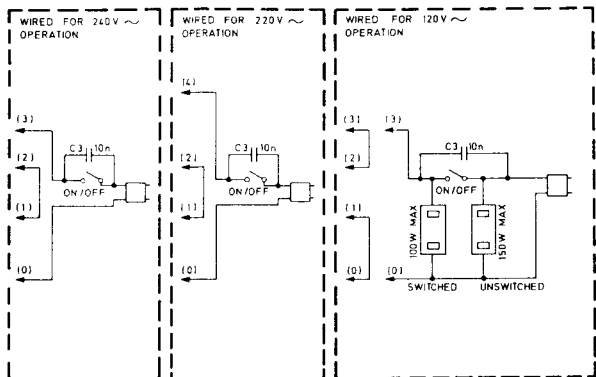 WIRED FOR 240V ~
OPERATION
(3)
C3 10n
(2)
ON/OFF
(1)
(0)
WIRED FOR 220V ~
OPERATION
(4)
C3 10n
(2)
ON/OFF
(1)
(0)
WIRED FOR 120V ~
OPERATION
(3) (3)
C3 10n
(2)
ON/OFF
(1)
100W MAX
150W MAX
(0) (0)
SWITCHED UNSWITCHED